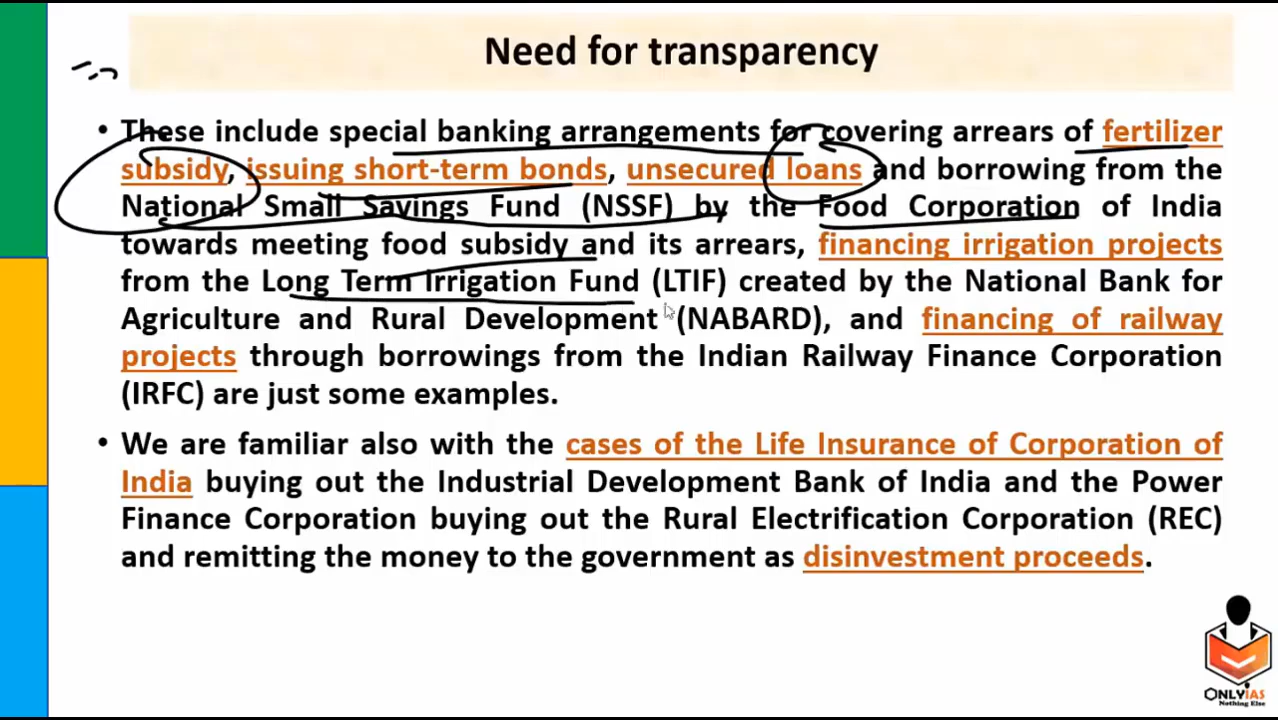 Need for transparency
• These include special banking arrangements for covering arrears of fertilizer
subsidy, issuing short-term bonds, unsecured loans and borrowing from the
National Small Savings Fund (NSSF) by the Food Corporation of India
towards meeting food subsidy and its arrears, financing irrigation projects
from the Long Term Irrigation Fund (LTIF) created by the National Bank for
Agriculture and Rural Development (NABARD), and financing of railway
projects through borrowings from the Indian Railway Finance Corporation
(IRFC) are just some examples.
• We are familiar also with the cases of the Life Insurance of Corporation of
India buying out the Industrial Development Bank of India and the Power
Finance Corporation buying out the Rural Electrification Corporation (REC)
and remitting the money to the government as disinvestment proceeds.
ONLYIAS
Nothing Else